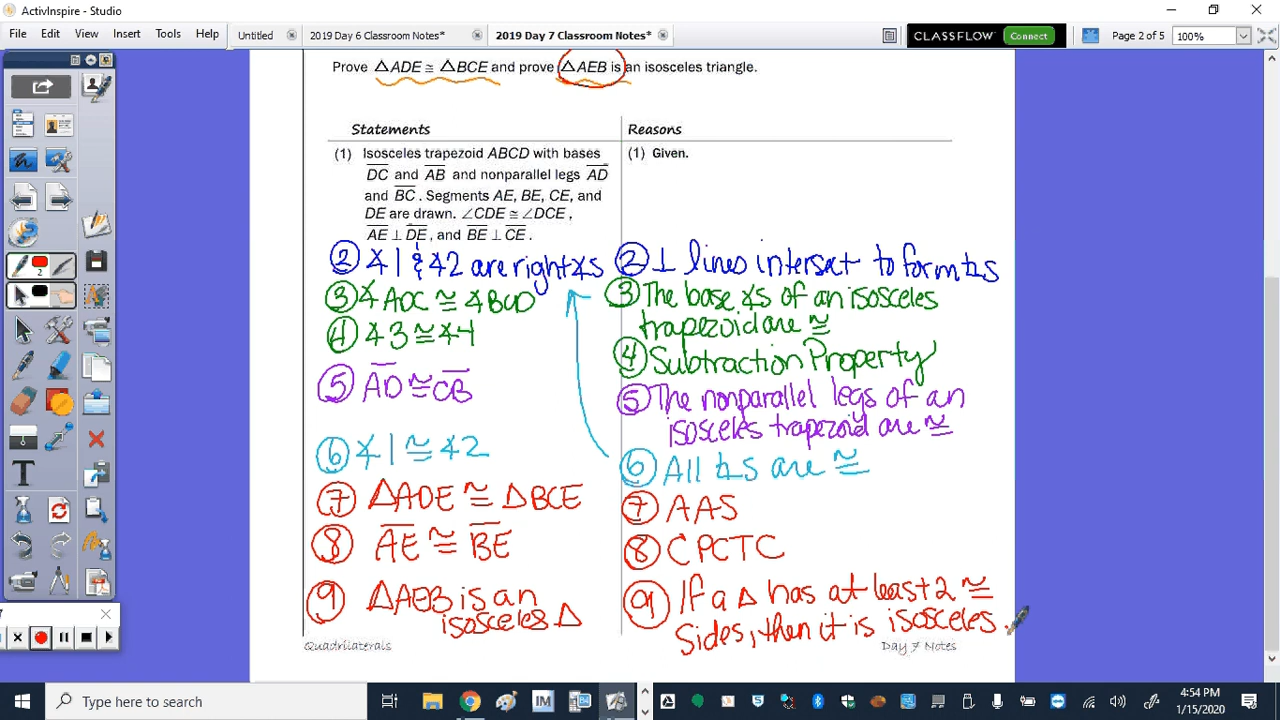 ActivInspire - Studio
File Edit View Insert Tools Help Untitled 2019 Day 6 Classroom Notes* 2019 Day 7 Classroom Notes* CLASSFLOW Connect Page 2 of 5 100%
Prove △ADE ≅ △BCE and prove △AEB is an isosceles triangle.
Statements Reasons
(1) Isosceles trapezoid ABCD with bases (1) Given.
DC and AB and nonparallel legs AD
and BC. Segments AE, BE, CE, and
DE are drawn. ∠CDE ≅ ∠DCE,
AE ⊥ DE, and BE ⊥ CE.
② ∡1 & ∡2 are right ∡s ② ⊥ lines intersect to form ⊾s
③ ∡ADC ≅ ∡BCD ③ The base ∡s of an isosceles
trapezoid are ≅
④ ∡3 ≅ ∡4 ④ Subtraction Property
⑤ AD ≅ CB ⑤ The nonparallel legs of an
isosceles trapezoid are ≅
⑥ ∡1 ≅ ∡2 ⑥ All ⊾s are ≅
⑦ △ADE ≅ △BCE ⑦ AAS
⑧ AE ≅ BE ⑧ CPCTC
⑨ △AEB is an ⑨ If a △ has at least 2 ≅
isosceles △ sides, then it is isosceles.
Quadrilaterals Day 7 Notes
Type here to search
4:54 PM
1/15/2020